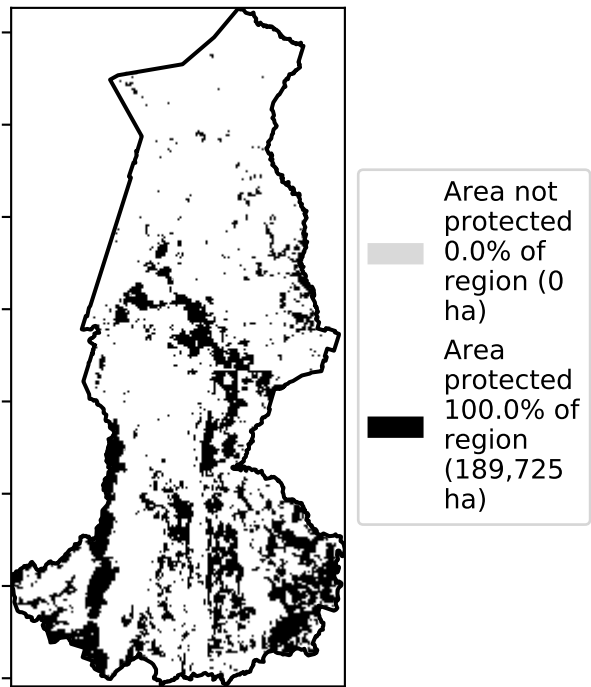 Area not
protected
0.0% of
region (0
ha)
Area
protected
100.0% of
region
(189,725
ha)